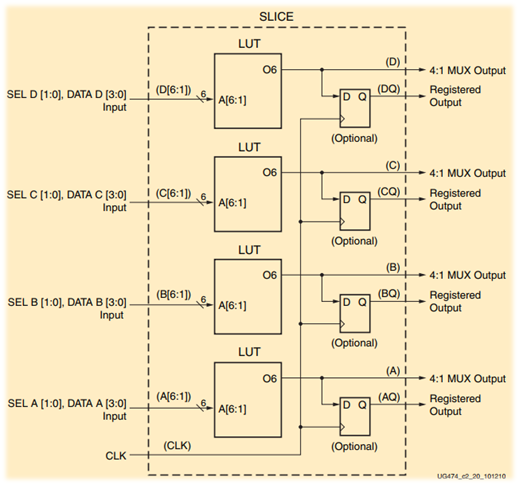 SLICE
LUT
SEL D [1:0], DATA D [3:0]
Input
(D[6:1])
6
A[6:1]
O6
(D)
4:1 MUX Output
D Q
(DQ)
Registered
Output
(Optional)
LUT
SEL C [1:0], DATA C [3:0]
Input
(C[6:1])
6
A[6:1]
O6
(C)
4:1 MUX Output
D Q
(CQ)
Registered
Output
(Optional)
LUT
SEL B [1:0], DATA B [3:0]
Input
(B[6:1])
6
A[6:1]
O6
(B)
4:1 MUX Output
D Q
(BQ)
Registered
Output
(Optional)
LUT
SEL A [1:0], DATA A [3:0]
Input
(A[6:1])
6
A[6:1]
O6
(A)
4:1 MUX Output
D Q
(AQ)
Registered
Output
(Optional)
CLK
(CLK)
UG474_c2_20_101210